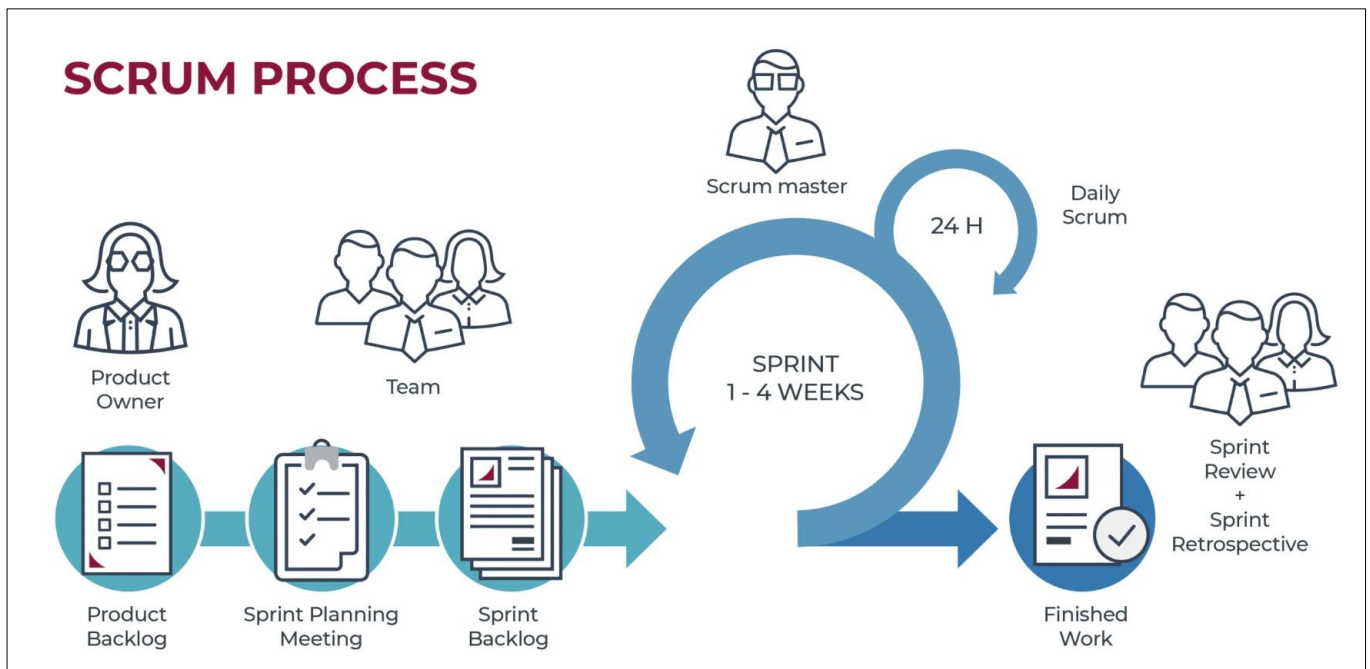 SCRUM PROCESS
Scrum master
24 H
Daily
Scrum
Product
Owner
Team
SPRINT
1 - 4 WEEKS
Sprint
Review
+
Sprint
Retrospective
Product
Backlog
Sprint Planning
Meeting
Sprint
Backlog
Finished
Work